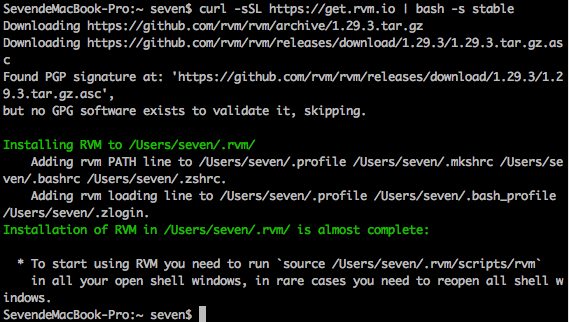 SevendeMacBook-Pro:~ seven$ curl -sSL https://get.rvm.io | bash -s stable
Downloading https://github.com/rvm/rvm/archive/1.29.3.tar.gz
Downloading https://github.com/rvm/rvm/releases/download/1.29.3/1.29.3.tar.gz.as
c
Found PGP signature at: 'https://github.com/rvm/rvm/releases/download/1.29.3/1.2
9.3.tar.gz.asc',
but no GPG software exists to validate it, skipping.

Installing RVM to /Users/seven/.rvm/
    Adding rvm PATH line to /Users/seven/.profile /Users/seven/.mkshrc /Users/se
ven/.bashrc /Users/seven/.zshrc.
    Adding rvm loading line to /Users/seven/.profile /Users/seven/.bash_profile
/Users/seven/.zlogin.
Installation of RVM in /Users/seven/.rvm/ is almost complete:

  * To start using RVM you need to run `source /Users/seven/.rvm/scripts/rvm`
    in all your open shell windows, in rare cases you need to reopen all shell w
indows.
SevendeMacBook-Pro:~ seven$